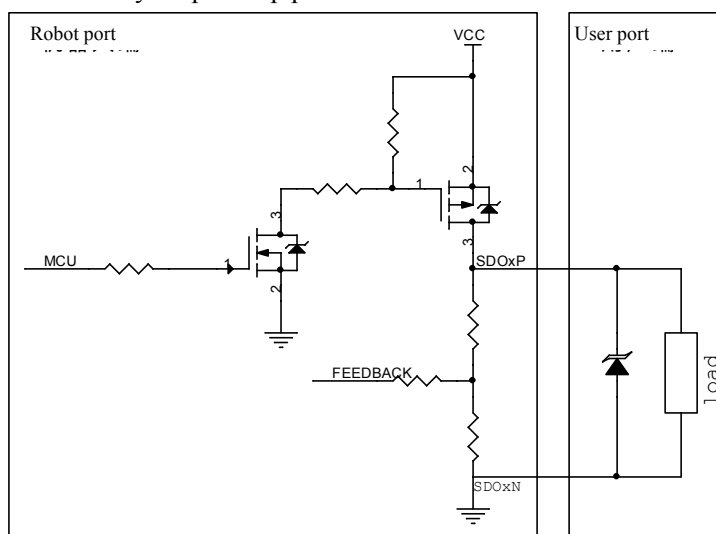 Robot port
User port
VCC
1
2
3
3
MCU
1
2
SDOxP
FEEDBACK
load
SDOxN